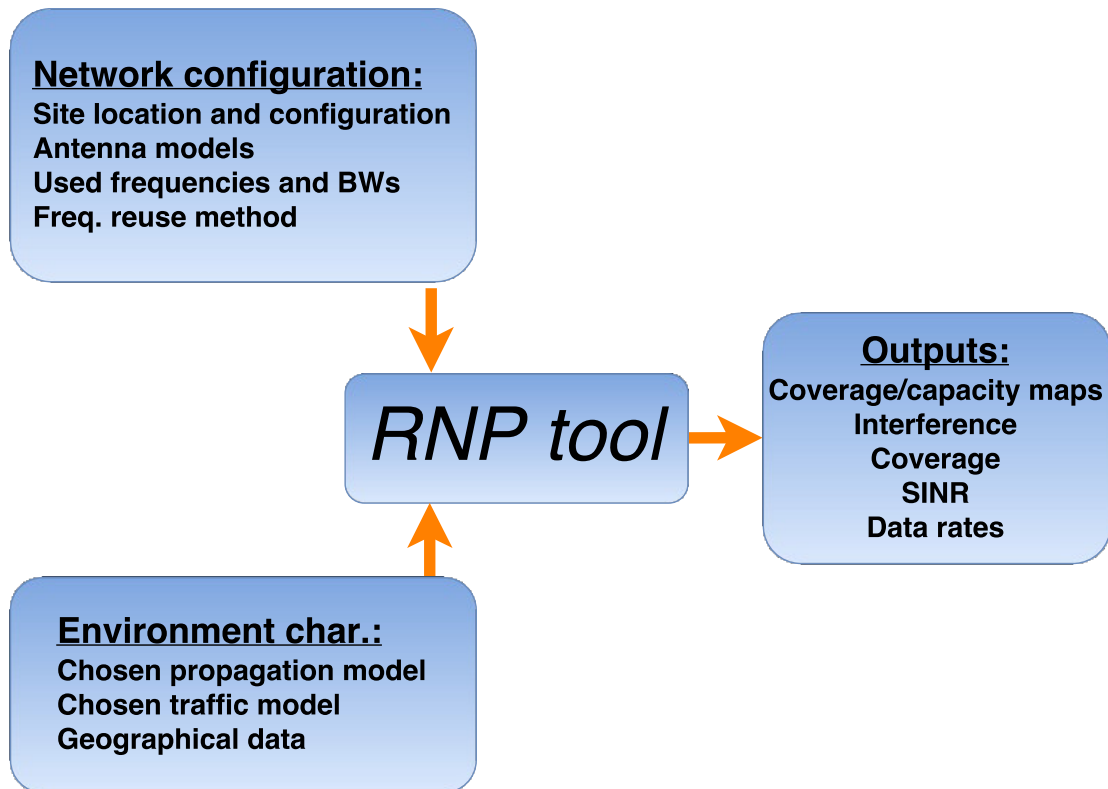 Network configuration:
Site location and configuration
Antenna models
Used frequencies and BWs
Freq. reuse method
RNP tool
Outputs:
Coverage/capacity maps
Interference
Coverage
SINR
Data rates
Environment char.:
Chosen propagation model
Chosen traffic model
Geographical data